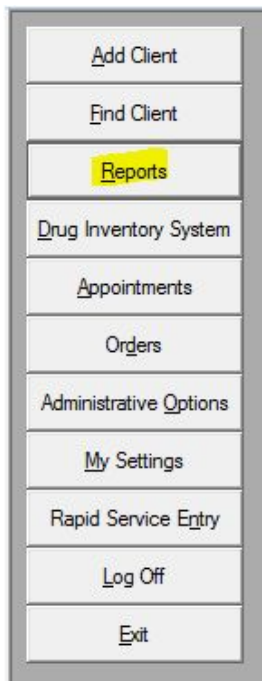 Add Client
Find Client
Reports
Drug Inventory System
Appointments
Orders
Administrative Options
My Settings
Rapid Service Entry
Log Off
Exit